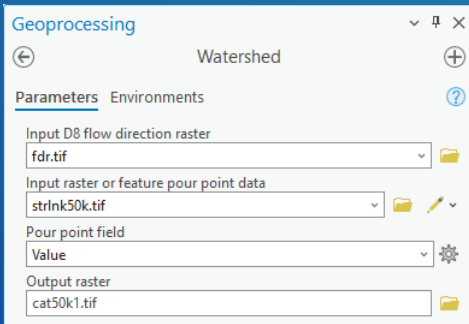 Geoprocessing
Watershed
Parameters Environments
Input D8 flow direction raster
fdr.tif
Input raster or feature pour point data
strlnk50k.tif
Pour point field
Value
Output raster
cat50k1.tif